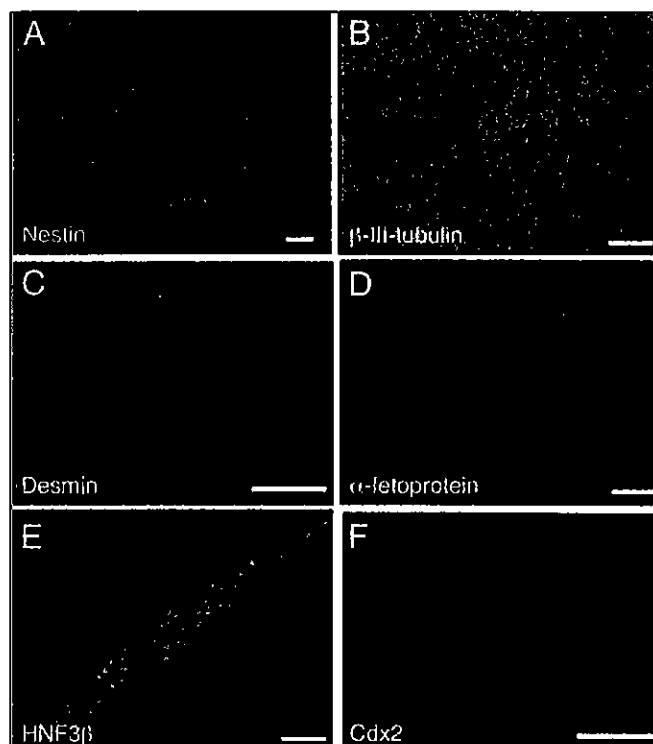 A
B
Nestin
β-III-tubulin
C
D
Desmin
α-fetoprotein
E
F
HNF3β
Cdx2